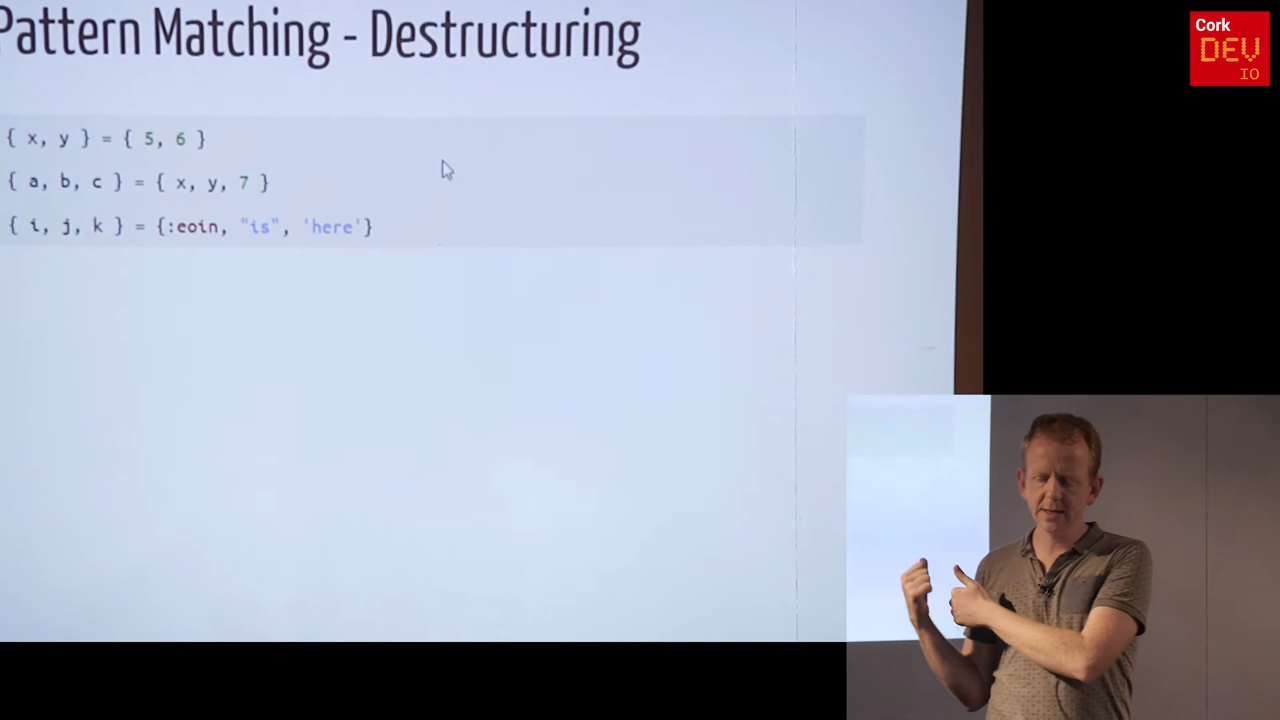 Pattern Matching - Destructuring
{ x, y } = { 5, 6 }
{ a, b, c } = { x, y, 7 }
{ i, j, k } = {:eoin, "is", 'here'}
Cork
DEV
IO